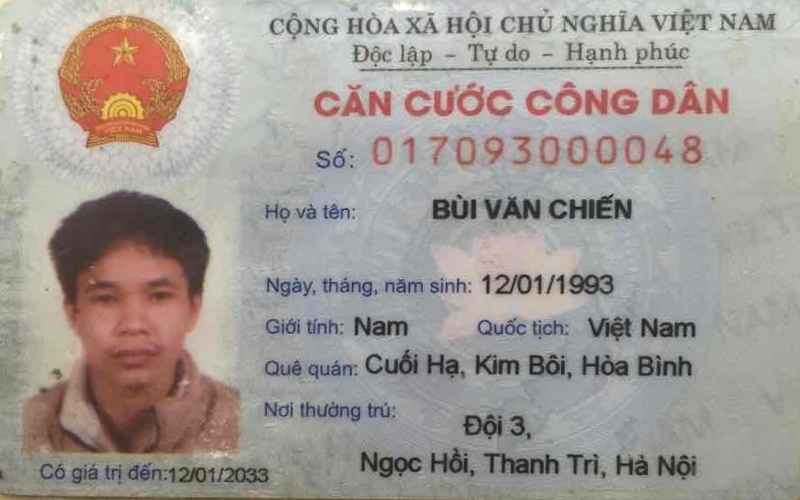 CỘNG HÒA XÃ HỘI CHỦ NGHĨA VIỆT NAM
Độc lập - Tự do - Hạnh phúc
CĂN CƯỚC CÔNG DÂN
Số: 017093000048
Họ và tên: BÙI VĂN CHIẾN
Ngày, tháng, năm sinh: 12/01/1993
Giới tính: Nam Quốc tịch: Việt Nam
Quê quán: Cuối Hạ, Kim Bôi, Hòa Bình
Nơi thường trú: Đội 3,
Ngọc Hồi, Thanh Trì, Hà Nội
Có giá trị đến: 12/01/2033
VIỆT NAM